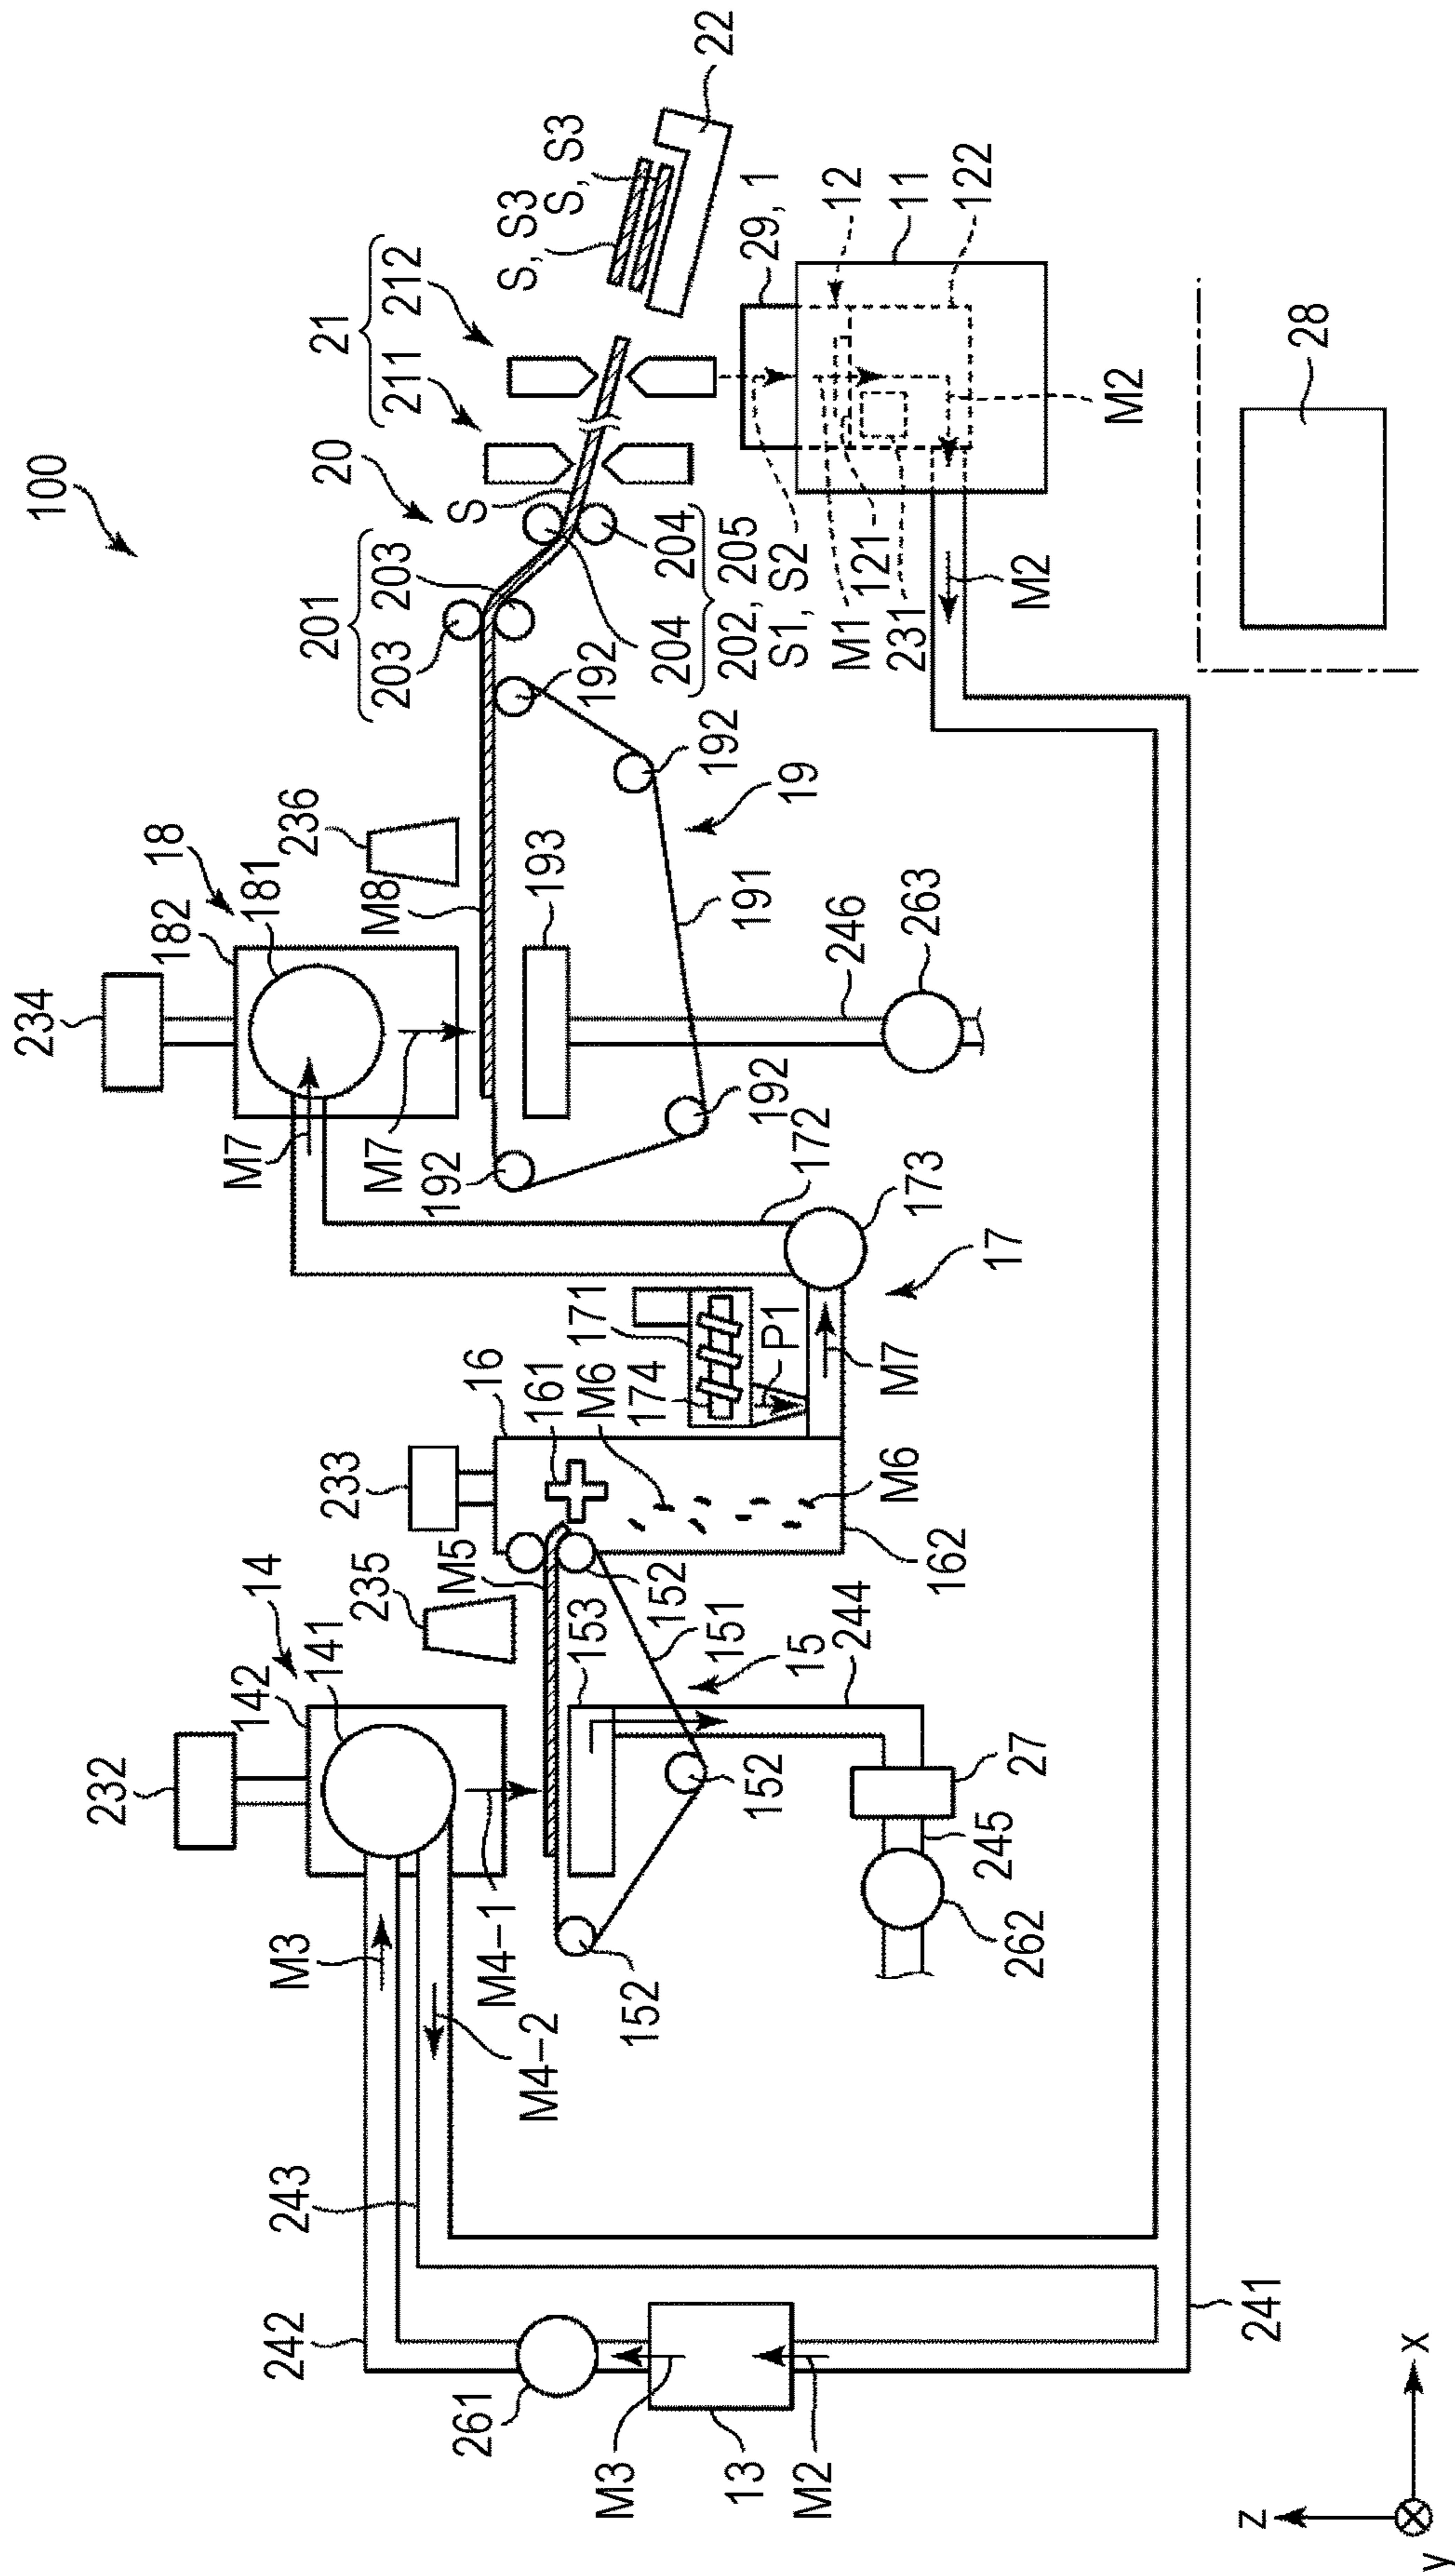 100
234
182
18
181
236
M8
201
203 203
20
S
21
211 212
S, S3
S, S3
22
232
142
14
141
235
M5
233
16
161
M6
174
171
P1
M7
M7
192
193
192
192
204
204
202, 205
S1, S2
M1
121
231
29, 1
12
11
122
M3
M4–1
M4–2
152
153
152
152
151
15
244
162
M6
M7
17
173
172
192
191
19
246
263
M2
M2
28
243
242
261
M3
13
M2
262
245
27
241
z
y
x